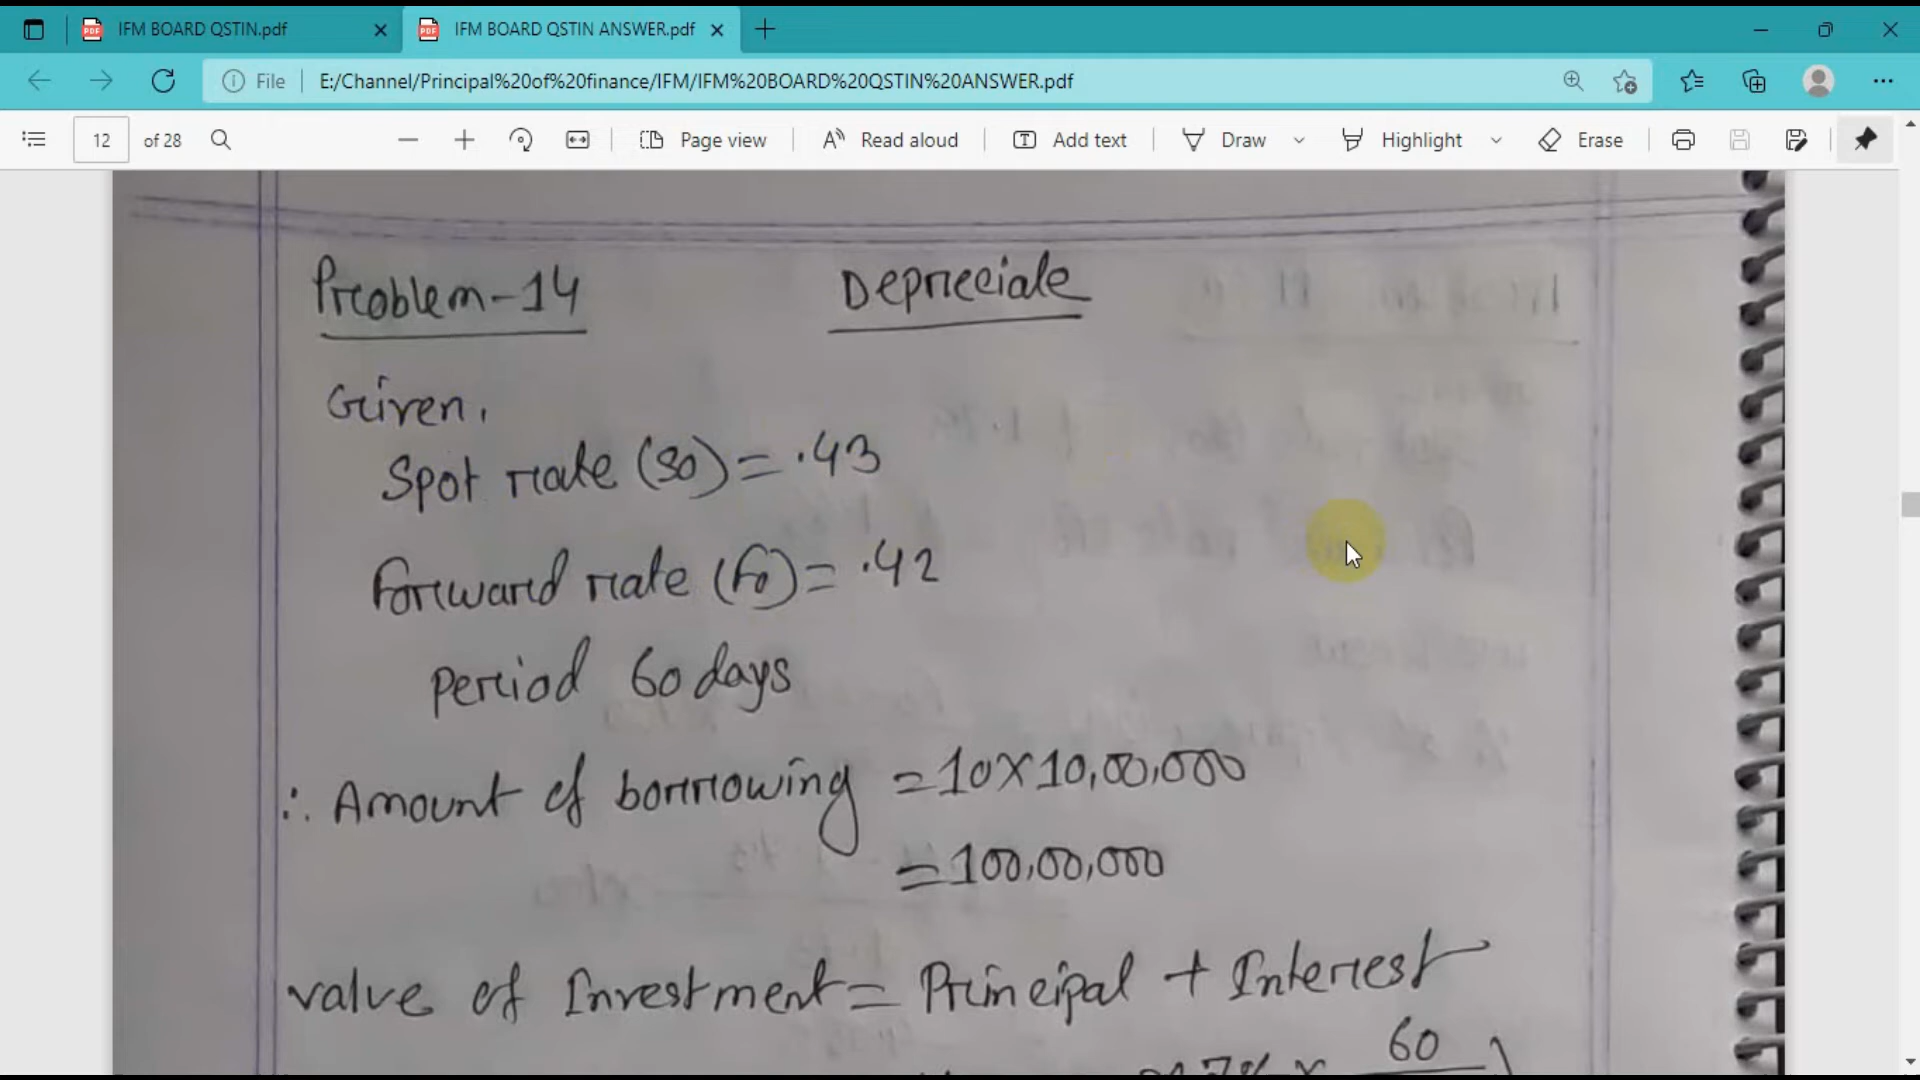 IFM BOARD QSTIN.pdf
IFM BOARD QSTIN ANSWER.pdf
File
E:/Channel/Principal%20of%20finance/IFM/IFM%20BOARD%20QSTIN%20ANSWER.pdf
12 of 28
Page view
Read aloud
Add text
Draw
Highlight
Erase
Problem-14
Depreciate
Given,
Spot rate (So) = .43
Forward rate (Fo) = .42
Period 60 days
∴ Amount of borrowing = 10×10,00,000
= 100,00,000
value of Investment = Principal + Interest
60